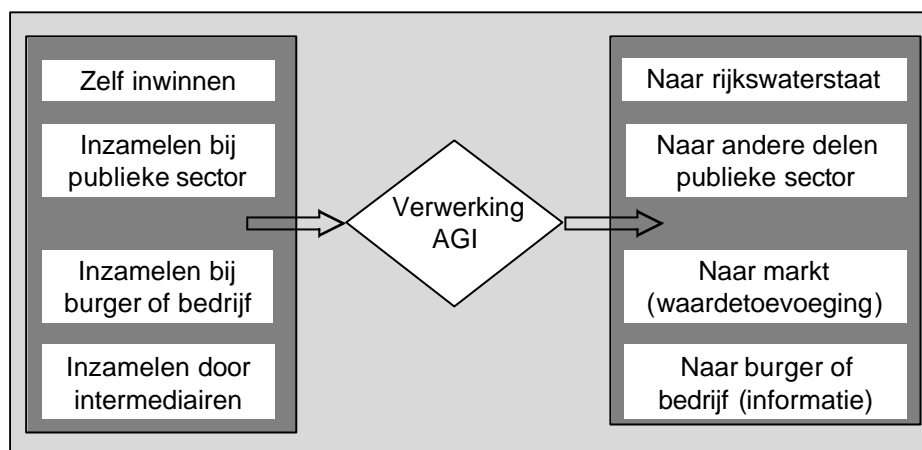 Zelf inwinnen
Inzamelen bij
publieke sector
Inzamelen bij
burger of bedrijf
Inzamelen door
intermediairen
Verwerking
AGI
Naar rijkswaterstaat
Naar andere delen
publieke sector
Naar markt
(waardetoevoeging)
Naar burger of
bedrijf (informatie)